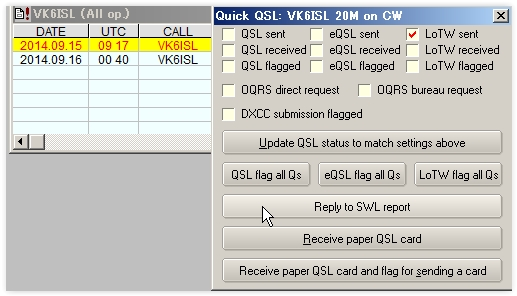 VK6ISL (All op.)
DATE UTC CALL
2014.09.15 09 17 VK6ISL
2014.09.16 00 40 VK6ISL
Quick QSL: VK6ISL 20M on CW
QSL sent eQSL sent LoTW sent
QSL received eQSL received LoTW received
QSL flagged eQSL flagged LoTW flagged
OQRS direct request OQRS bureau request
DXCC submission flagged
Update QSL status to match settings above
QSL flag all Qs eQSL flag all Qs LoTW flag all Qs
Reply to SWL report
Receive paper QSL card
Receive paper QSL card and flag for sending a card